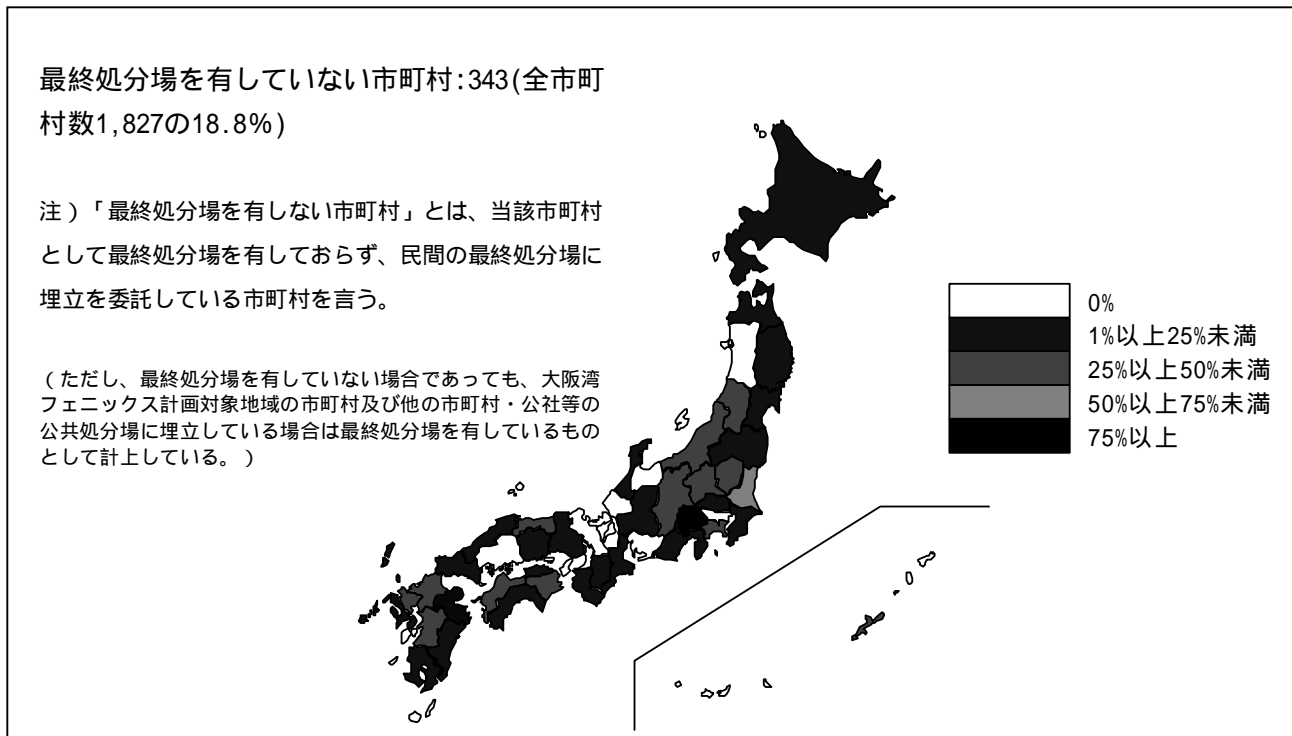 最終処分場を有していない市町村:343(全市町
村数1,827の18.8%)
注)「最終処分場を有しない市町村」とは、当該市町村
として最終処分場を有しておらず、民間の最終処分場に
埋立を委託している市町村を言う。
(ただし、最終処分場を有していない場合であっても、大阪湾
フェニックス計画対象地域の市町村及び他の市町村・公社等の
公共処分場に埋立している場合は最終処分場を有しているもの
として計上している。)
0%
1%以上25%未満
25%以上50%未満
50%以上75%未満
75%以上